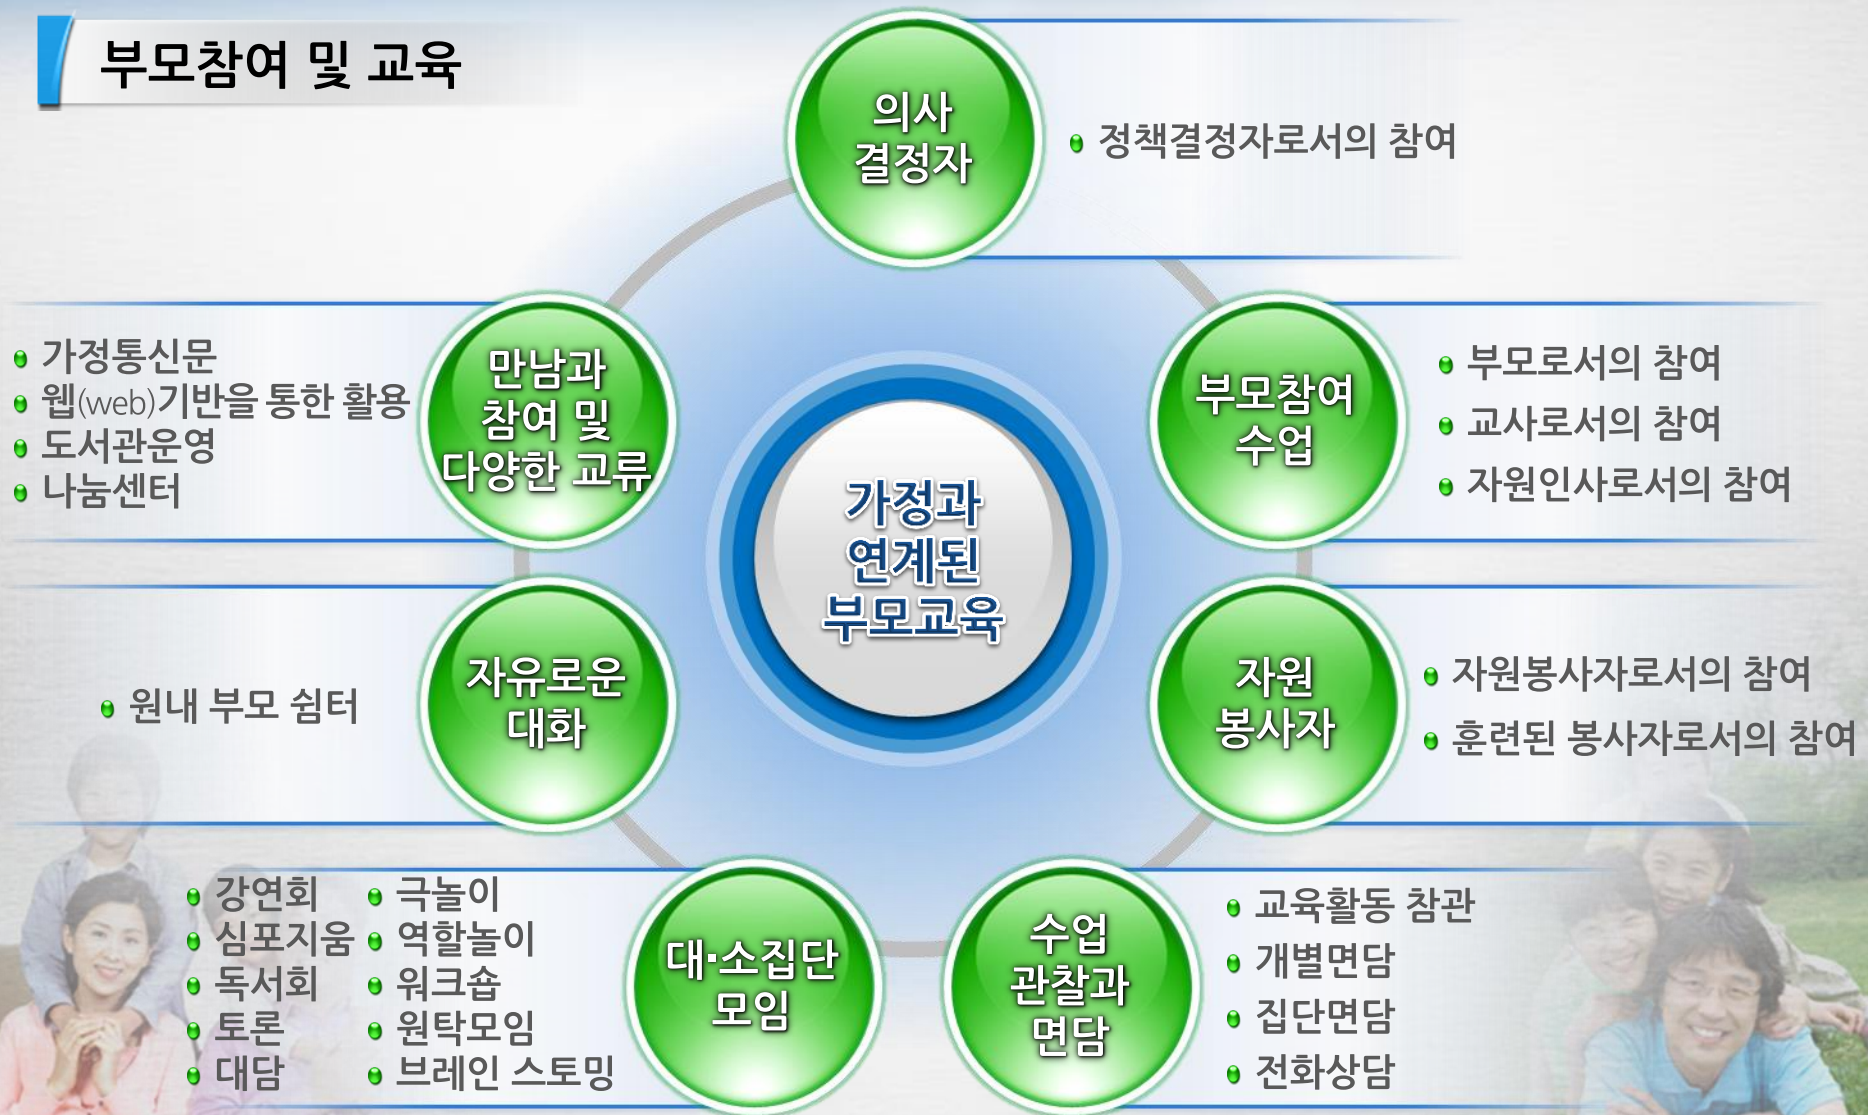 부모참여 및 교육
의사
결정자
정책결정자로서의 참여
만남과
참여 및
다양한 교류
가정통신문
웹(web)기반을 통한 활용
도서관운영
나눔센터
부모참여
수업
부모로서의 참여
교사로서의 참여
자원인사로서의 참여
가정과
연계된
부모교육
자유로운
대화
원내 부모 쉼터
자원
봉사자
자원봉사자로서의 참여
훈련된 봉사자로서의 참여
대·소집단
모임
강연회
심포지움
독서회
토론
대담
극놀이
역할놀이
워크숍
원탁모임
브레인 스토밍
수업
관찰과
면담
교육활동 참관
개별면담
집단면담
전화상담